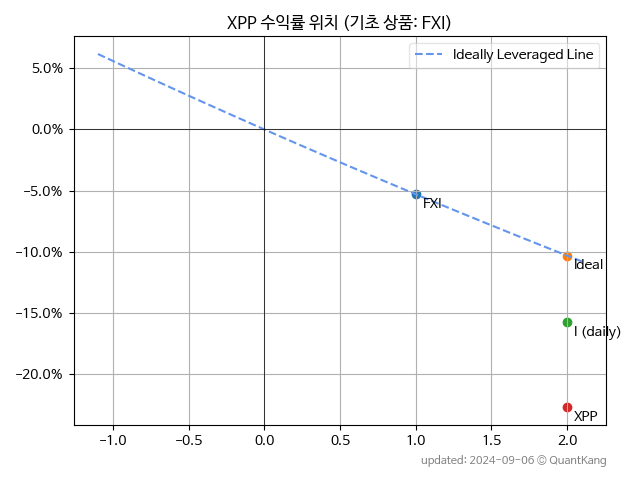 XPP 수익률 위치 (기초 상품: FXI)
Ideally Leveraged Line
5.0%
0.0%
−5.0%
−10.0%
−15.0%
−20.0%
FXI
Ideal
I (daily)
XPP
−1.0 −0.5 0.0 0.5 1.0 1.5 2.0
updated: 2024-09-06 © QuantKang